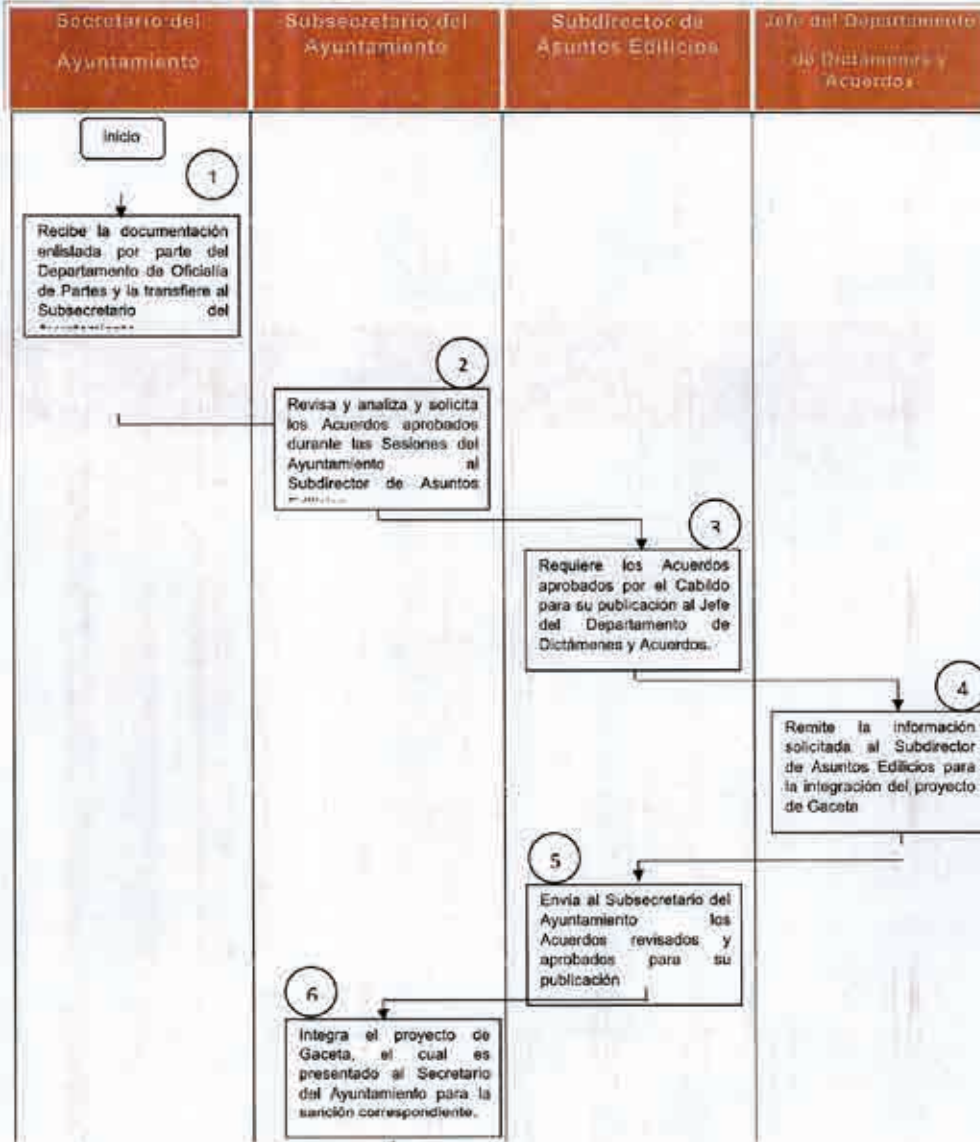 Secretario del
Ayuntamiento
Subsecretario del
Ayuntamiento
Subdirector de
Asuntos Edilicios
Jefe del Departamento
de Dictámenes y
Acuerdos
Inicio
1
Recibe la documentación
enlistada por parte del
Departamento de Oficialía
de Partes y la transfiere al
Subsecretario del
2
Revisa y analiza y solicita
los Acuerdos aprobados
durante las Sesiones del
Ayuntamiento al
Subdirector de Asuntos
3
Requiere los Acuerdos
aprobados por el Cabildo
para su publicación al Jefe
del Departamento de
Dictámenes y Acuerdos.
4
Remite la información
solicitada al Subdirector
de Asuntos Edilicios para
la integración del proyecto
de Gaceta
5
Envía al Subsecretario del
Ayuntamiento los
Acuerdos revisados y
aprobados para su
publicación
6
Integra el proyecto de
Gaceta, el cual es
presentado al Secretario
del Ayuntamiento para la
sanción correspondiente.